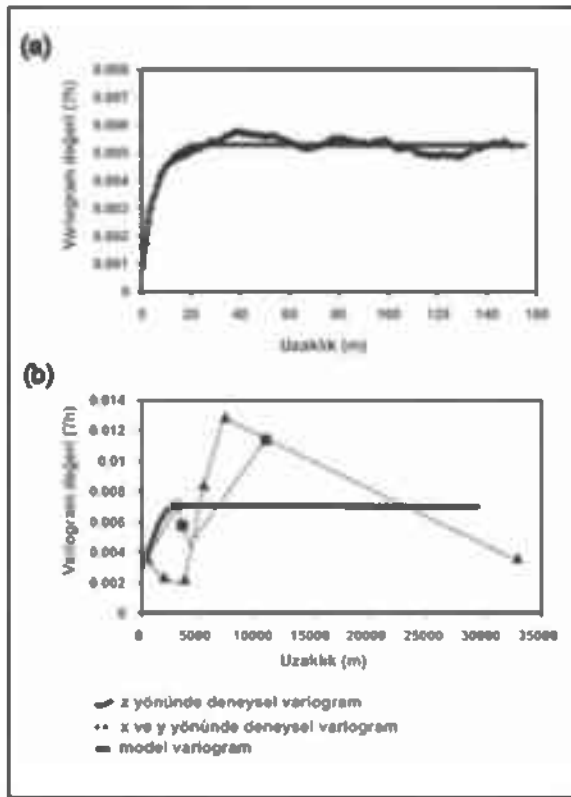 (a)
Variogram değeri (7h)
0.008
0.007
0.006
0.005
0.004
0.003
0.002
0.001
0
0 20 40 60 80 100 120 140 160
Uzaklık (m)
(b)
Variogram değeri (7h)
0.014
0.012
0.01
0.008
0.006
0.004
0.002
0
0 5000 10000 15000 20000 25000 30000 35000
Uzaklık (m)
z yönünde deneysel variogram
x ve y yönünde deneysel variogram
model variogram